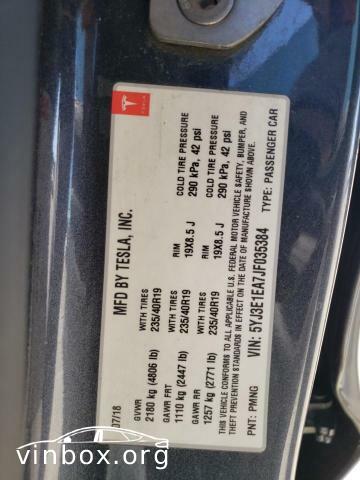 TESLA
MFD BY TESLA, INC.
07/18
GVWR
2180 kg (4806 lb)
WITH TIRES
235/40R19
COLD TIRE PRESSURE
290 kPa, 42 psi
GAWR FRT
1110 kg (2447 lb)
WITH TIRES
235/40R19
RIM
19X8.5 J
COLD TIRE PRESSURE
290 kPa, 42 psi
GAWR RR
1257 kg (2771 lb)
235/40R19
RIM
19X8.5 J
THIS VEHICLE CONFORMS TO ALL FEDERAL MOTOR VEHICLE SAFETY, BUMPER, AND
THEFT PREVENTION STANDARDS IN EFFECT ON THE DATE OF MANUFACTURE SHOWN ABOVE.
VIN: 5YJ3E1EA7JF035384
PNT: PMNG
TYPE: PASSENGER CAR
vinbox.org